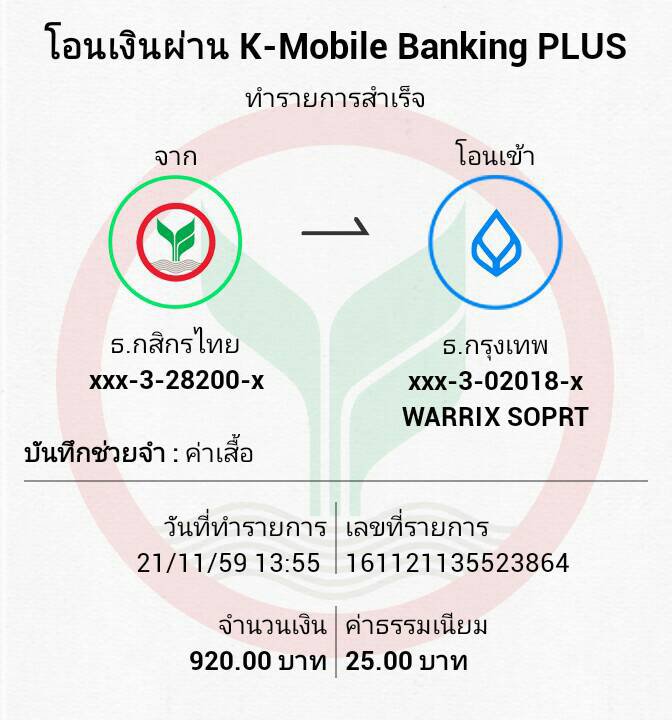 โอนเงินผ่าน K-Mobile Banking PLUS
ทำรายการสำเร็จ
จาก
โอนเข้า
ธ.กสิกรไทย
xxx-3-28200-x
ธ.กรุงเทพ
xxx-3-02018-x
WARRIX SOPRT
บันทึกช่วยจำ : ค่าเสื้อ
วันที่ทำรายการ
21/11/59 13:55
เลขที่รายการ
161121135523864
จำนวนเงิน
920.00 บาท
ค่าธรรมเนียม
25.00 บาท